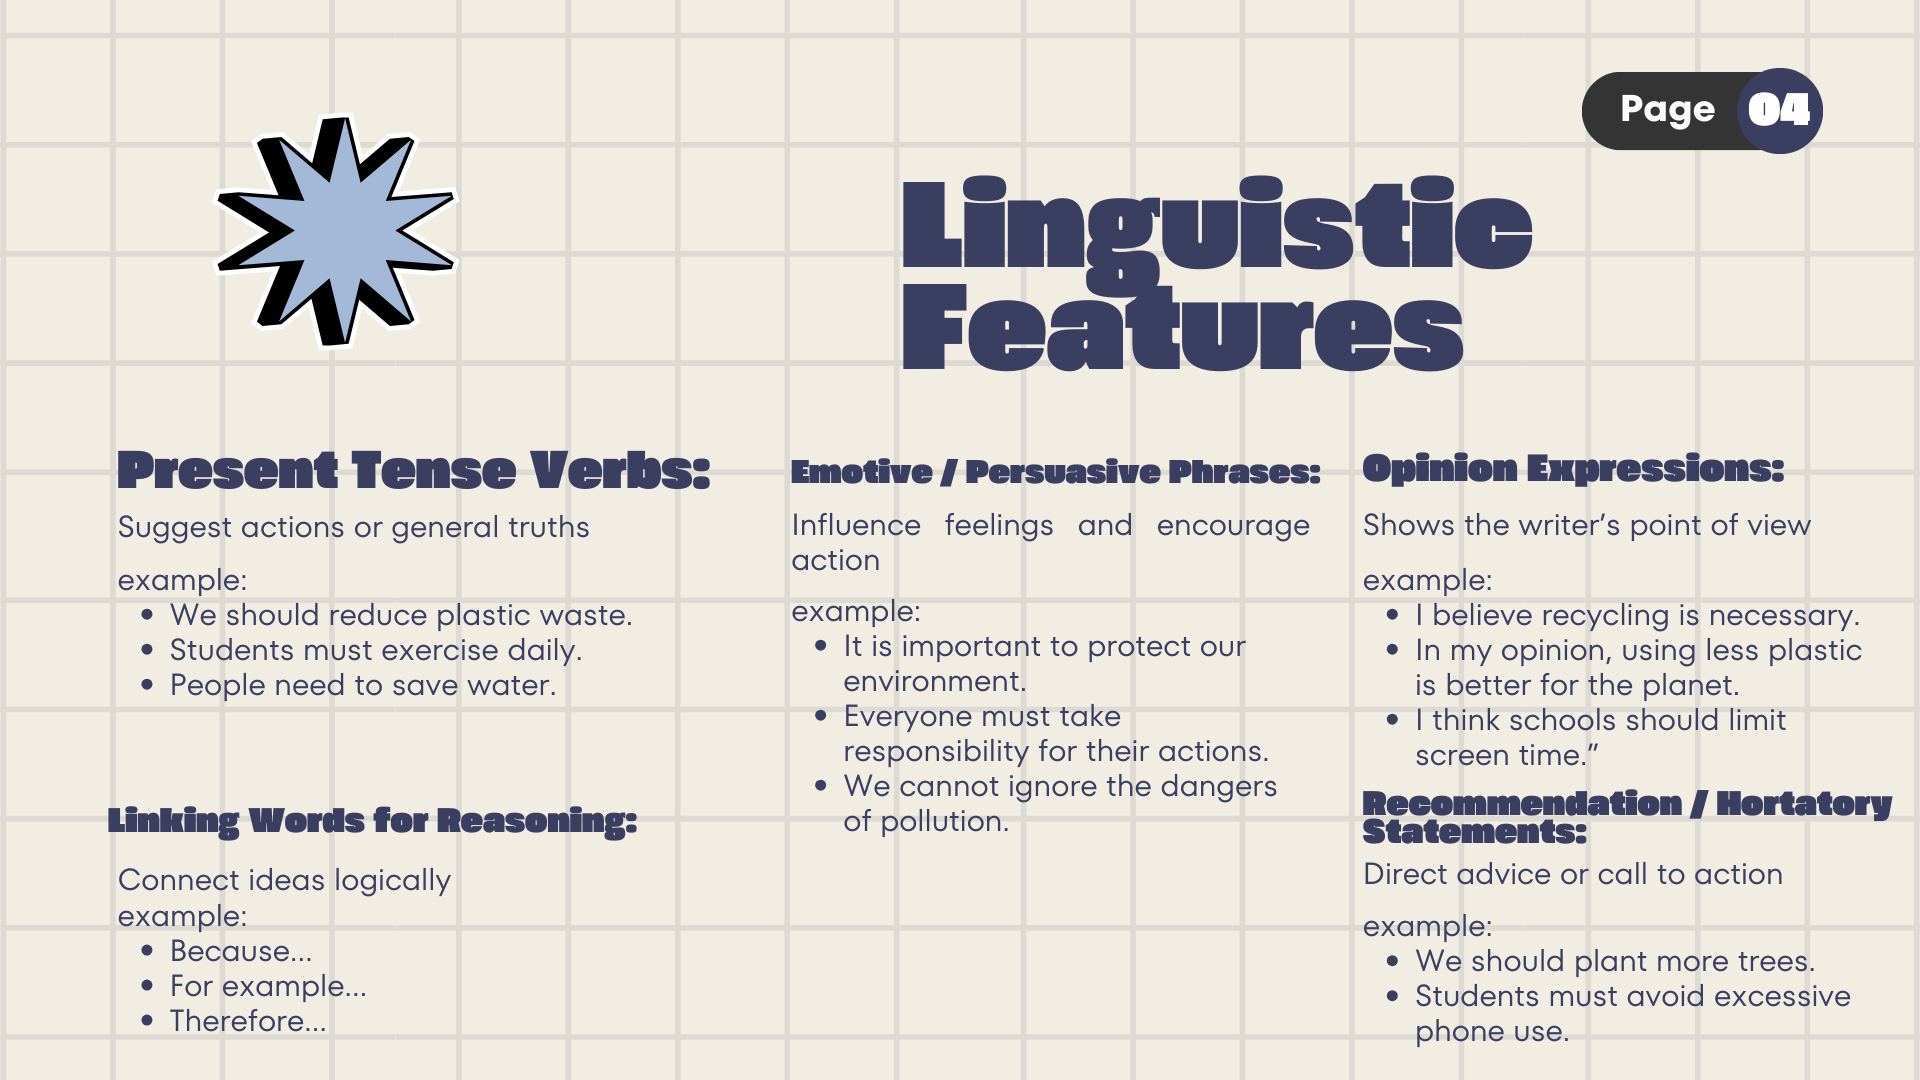 Page 04
Linguistic
Features
Present Tense Verbs:
Suggest actions or general truths
example:
• We should reduce plastic waste.
• Students must exercise daily.
• People need to save water.
Linking Words for Reasoning:
Connect ideas logically
example:
• Because...
• For example...
• Therefore...
Emotive / Persuasive Phrases:
Influence feelings and encourage
action
example:
• It is important to protect our
environment.
• Everyone must take
responsibility for their actions.
• We cannot ignore the dangers
of pollution.
Opinion Expressions:
Shows the writer’s point of view
example:
• I believe recycling is necessary.
• In my opinion, using less plastic
is better for the planet.
• I think schools should limit
screen time.”
Recommendation / Hortatory
Statements:
Direct advice or call to action
example:
• We should plant more trees.
• Students must avoid excessive
phone use.